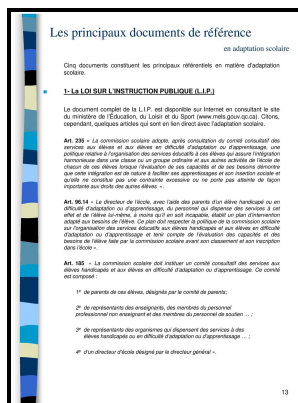 Les principaux documents de référence
en adaptation scolaire
Cinq documents constituent les principaux référentiels en matière d'adaptation
scolaire.
1- La LOI SUR L'INSTRUCTION PUBLIQUE (L.I.P.)
Le document complet de la L.I.P. est disponible sur Internet en consultant le site
du ministère de l'Éducation, du Loisir et du Sport (www.mels.gouv.qc.ca). Citons,
cependant, quelques articles qui sont en lien direct avec l'adaptation scolaire.
Art. 235 « La commission scolaire adopte, après consultation du comité consultatif des
services aux élèves handicapés et aux élèves en difficulté d'adaptation ou d'apprentissage, une
politique relative à l'organisation des services éducatifs à ces élèves qui assure l'intégration
harmonieuse dans une classe ou un groupe ordinaire et aux autres activités de l'école de
chacun de ces élèves lorsque l'évaluation de ses capacités et de ses besoins démontre
que cette intégration est de nature à faciliter ses apprentissages et son insertion sociale et
qu'elle ne constitue pas une contrainte excessive ou ne porte pas atteinte de façon
importante aux droits des autres élèves ».
Art. 96.14 « Le directeur de l'école, avec l'aide des parents d'un élève handicapé ou en
difficulté d'adaptation ou d'apprentissage, du personnel qui dispense des services à cet
effet et de l'élève lui-même, à moins qu'il en soit incapable, établit un plan d'intervention
adapté aux besoins de l'élève. Ce plan doit respecter la politique de la commission scolaire
sur l'organisation des services éducatifs aux élèves handicapés et aux élèves en difficulté
d'adaptation ou d'apprentissage et tenir compte de l'évaluation des capacités et des
besoins de l'élève faite par la commission scolaire avant son classement et son inscription
dans l'école ».
Art. 185 « La commission scolaire doit instituer un comité consultatif des services aux
élèves handicapés et aux élèves en difficulté d'adaptation ou d'apprentissage. Ce comité
est composé :
1º de parents de ces élèves, désignés par le comité de parents;
2º de représentants des enseignants, des membres du personnel
professionnel non enseignant et des membres du personnel de soutien ... ;
3º de représentants des organismes qui dispensent des services à des
élèves handicapés ou en difficulté d'adaptation ou d'apprentissage ... ;
4º d'un directeur d'école désigné par le directeur général ».
13